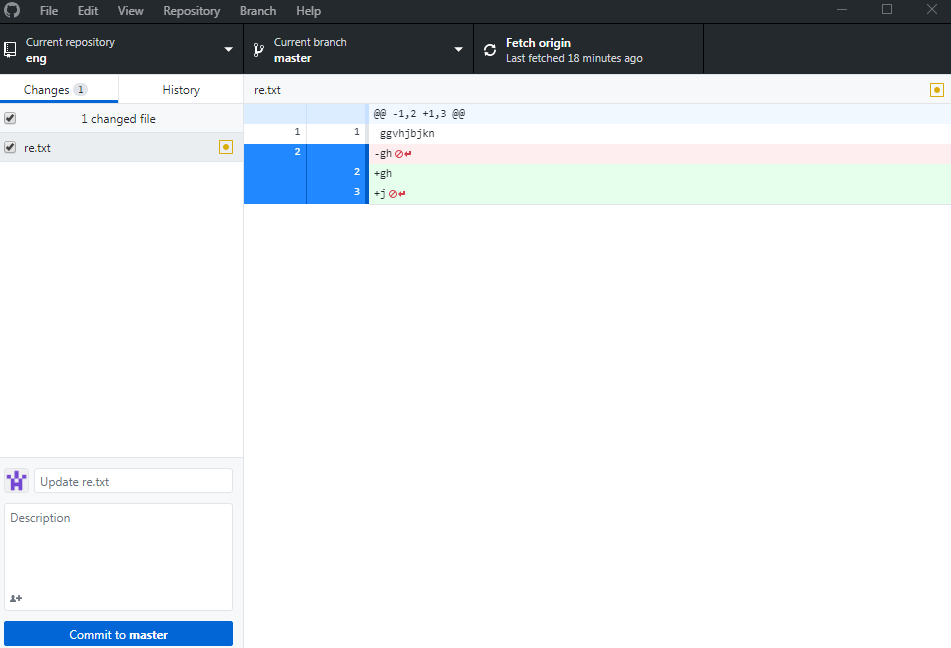 File Edit View Repository Branch Help
Current repository
eng
Current branch
master
Fetch origin
Last fetched 18 minutes ago
Changes 1
History
re.txt
1 changed file
re.txt
@@ -1,2 +1,3 @@
1 1 ggvhjbjkn
2 -gh
2 +gh
3 +j
Update re.txt
Description
Commit to master